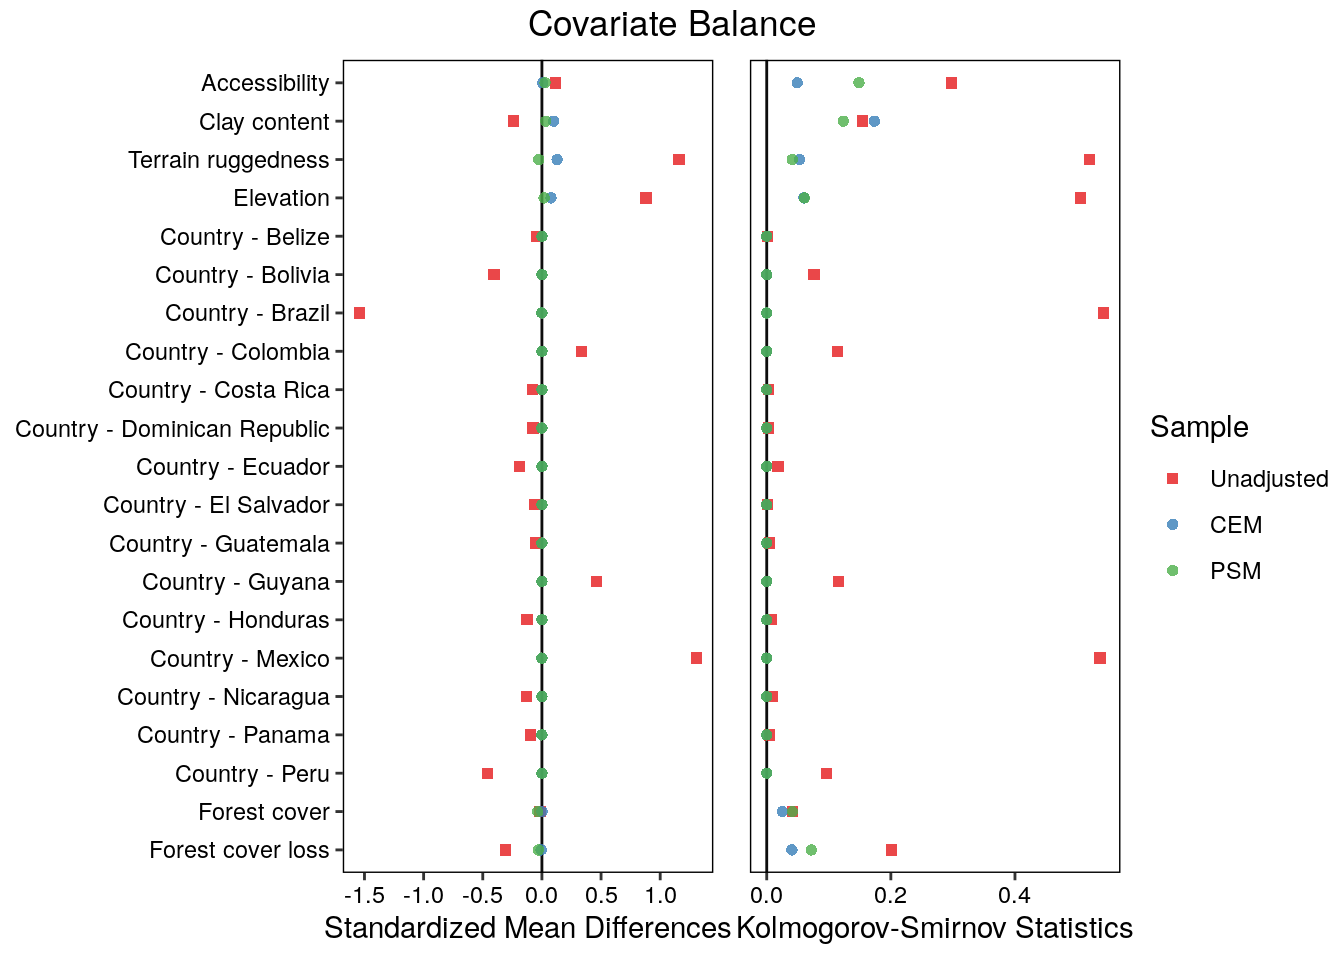 Covariate Balance
Accessibility
Clay content
Terrain ruggedness
Elevation
Country - Belize
Country - Bolivia
Country - Brazil
Country - Colombia
Country - Costa Rica
Country - Dominican Republic
Country - Ecuador
Country - El Salvador
Country - Guatemala
Country - Guyana
Country - Honduras
Country - Mexico
Country - Nicaragua
Country - Panama
Country - Peru
Forest cover
Forest cover loss
-1.5 -1.0 -0.5 0.0 0.5 1.0
Standardized Mean Differences
0.0 0.2 0.4
Kolmogorov-Smirnov Statistics
Sample
Unadjusted
CEM
PSM